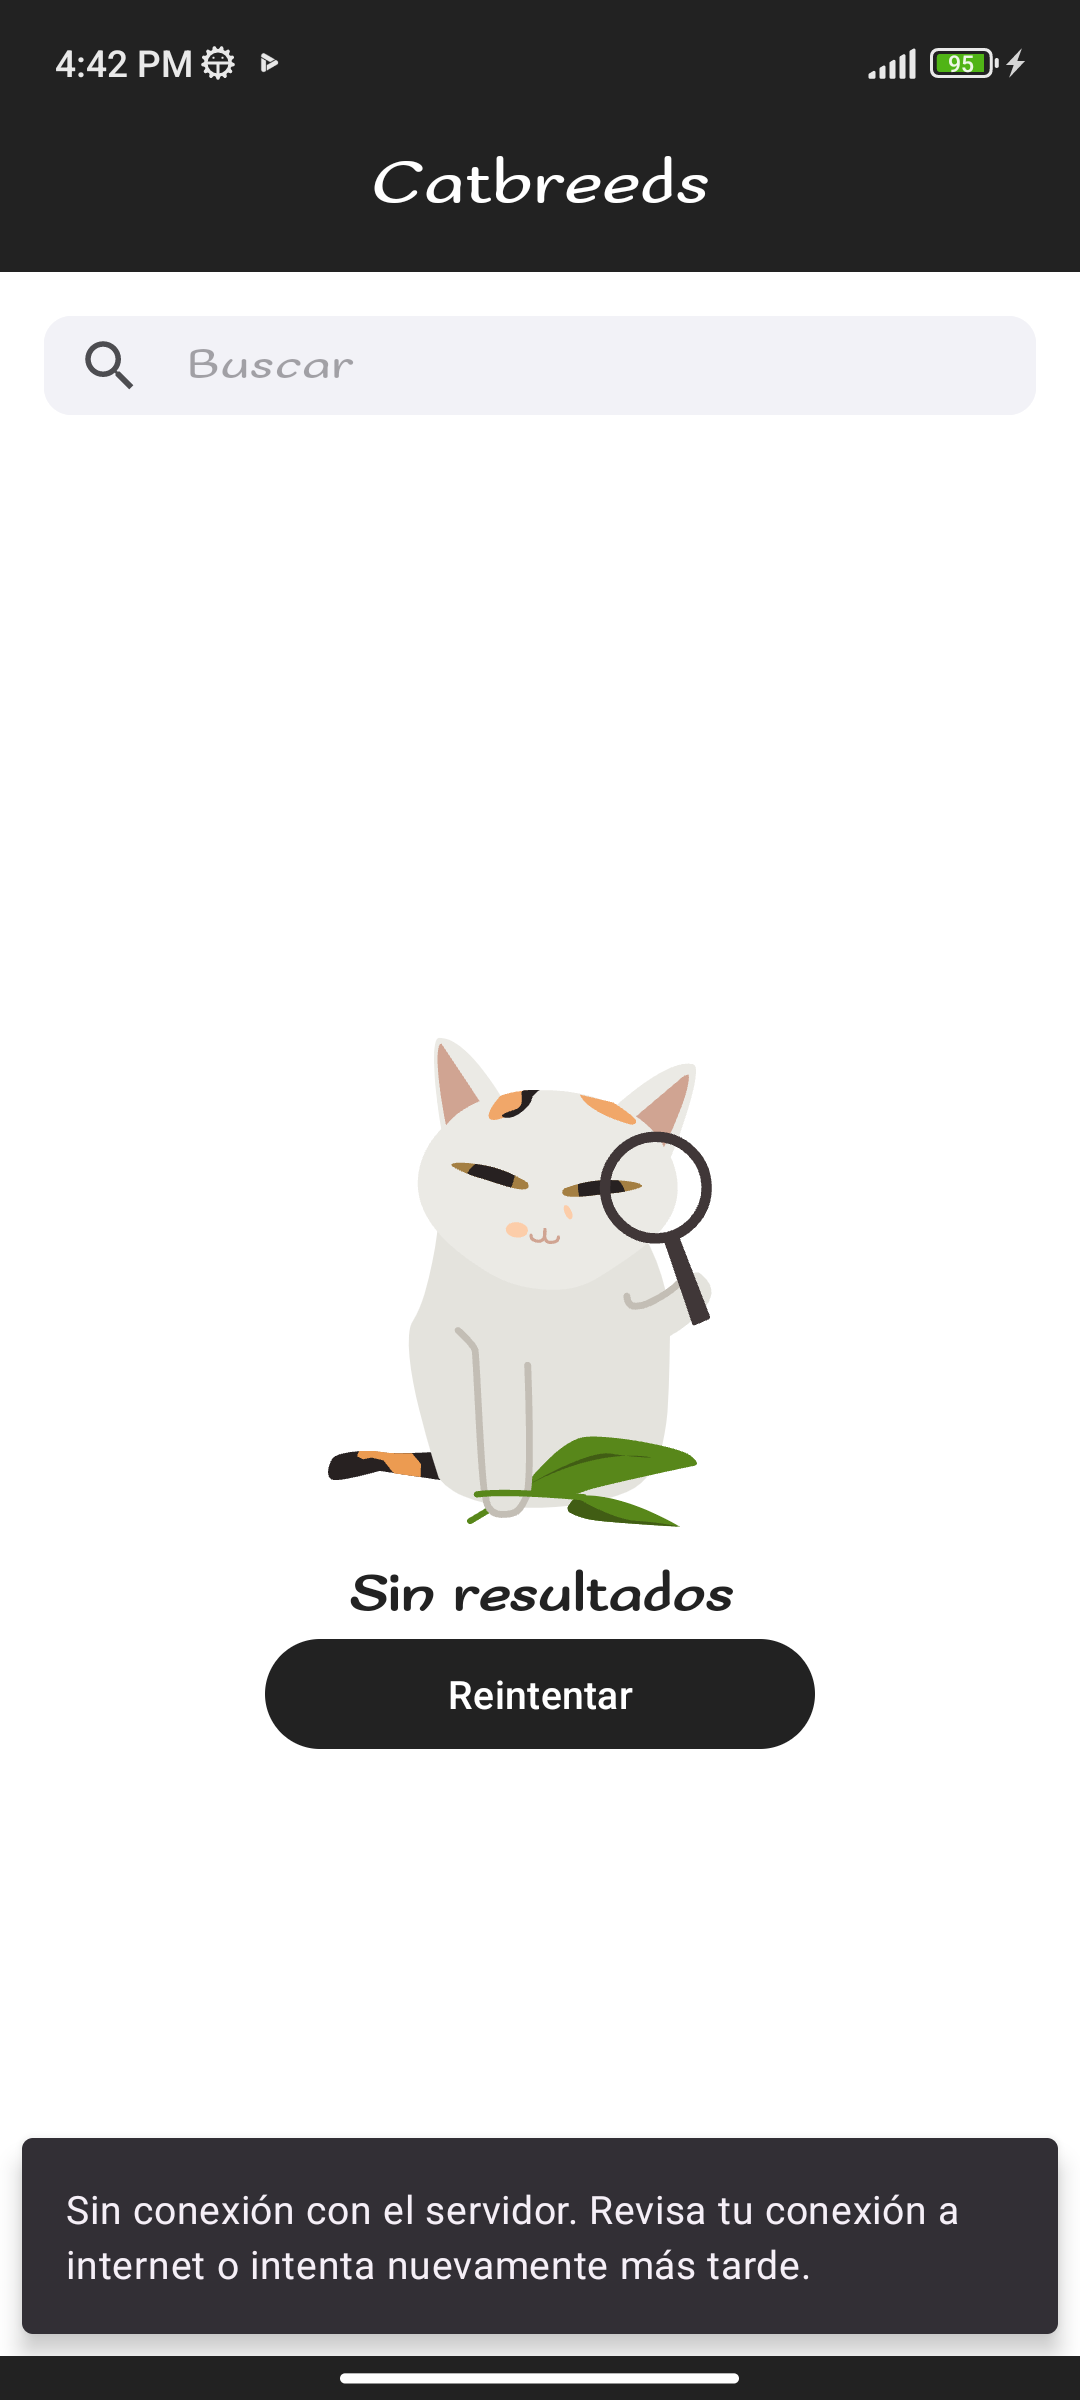 4:42 PM
95
Catbreeds
Buscar
Sin resultados
Reintentar
Sin conexión con el servidor. Revisa tu conexión a
internet o intenta nuevamente más tarde.